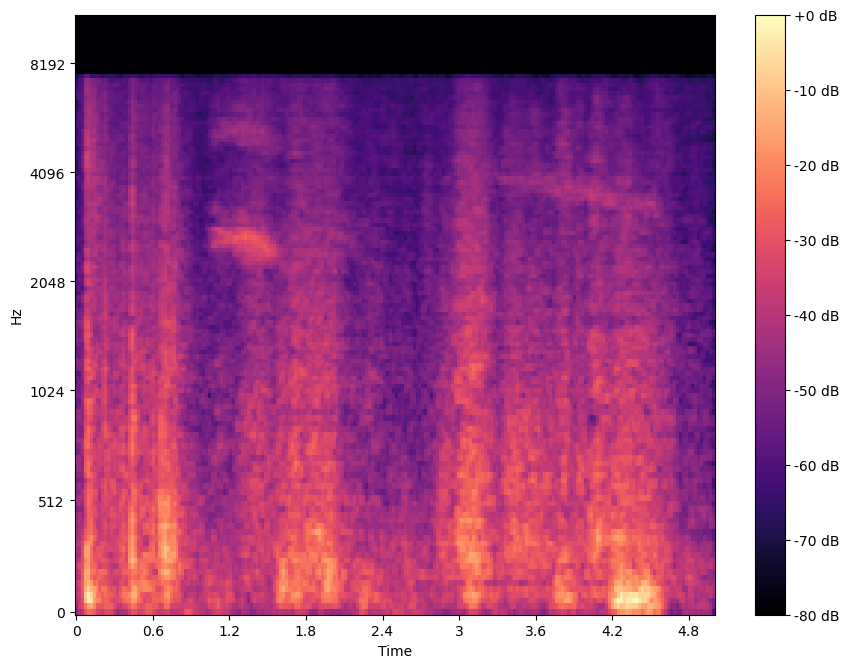 +0 dB
8192
-10 dB
4096
-20 dB
-30 dB
2048
Hz
-40 dB
1024
-50 dB
-60 dB
512
-70 dB
0
-80 dB
0 0.6 1.2 1.8 2.4 3 3.6 4.2 4.8
Time